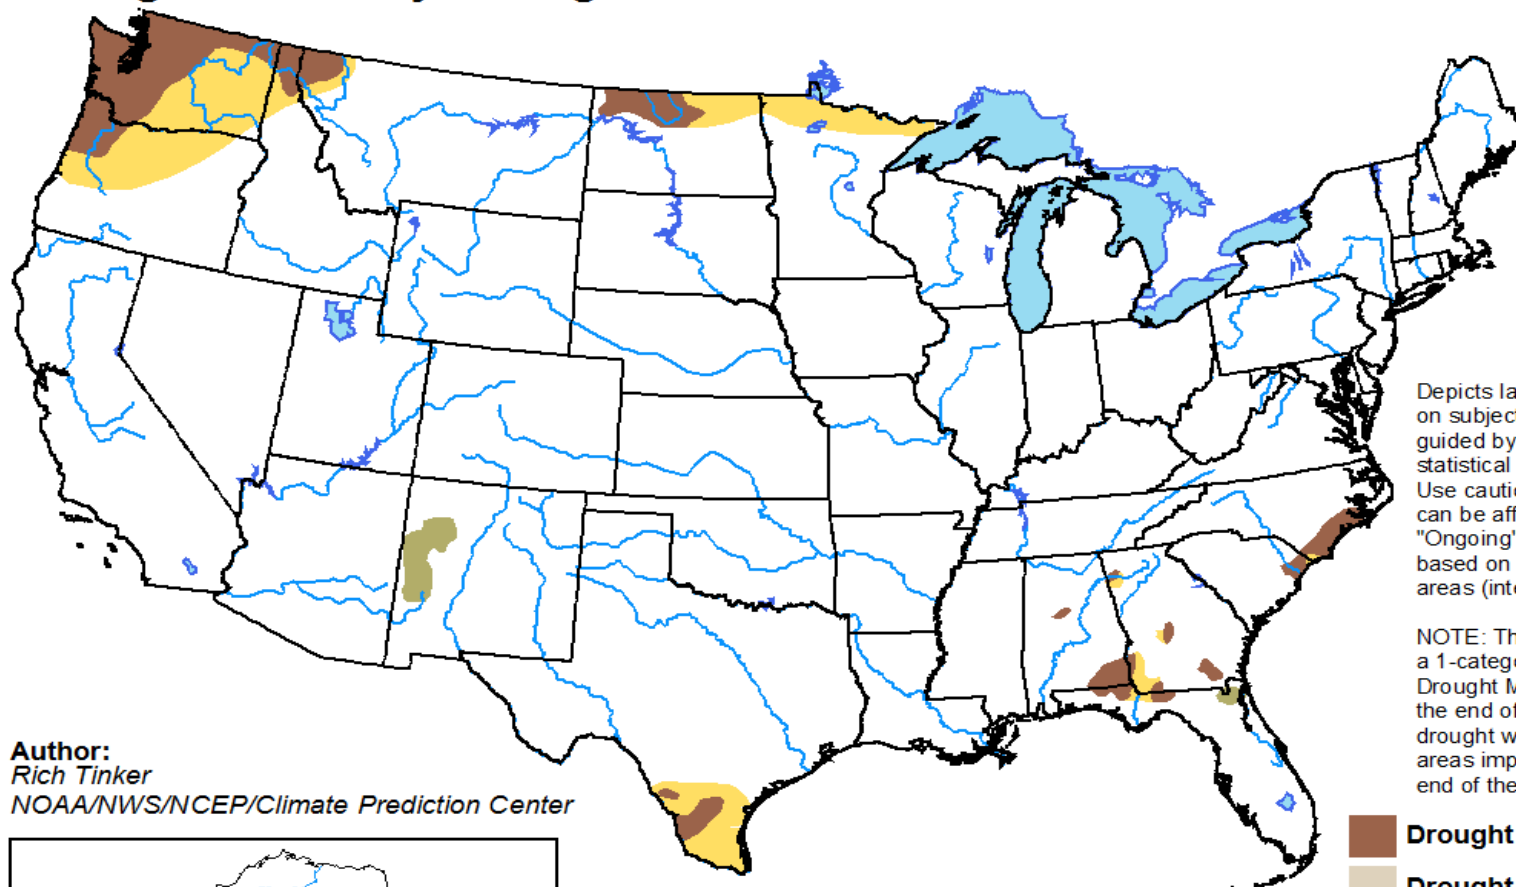 Depicts la
on subject
guided by
statistical
Use cautio
can be aff
"Ongoing"
based on
areas (inte
NOTE: Th
a 1-catego
Drought M
the end of
drought w
areas imp
end of the
Author:
Rich Tinker
NOAA/NWS/NCEP/Climate Prediction Center
Drought
Drought